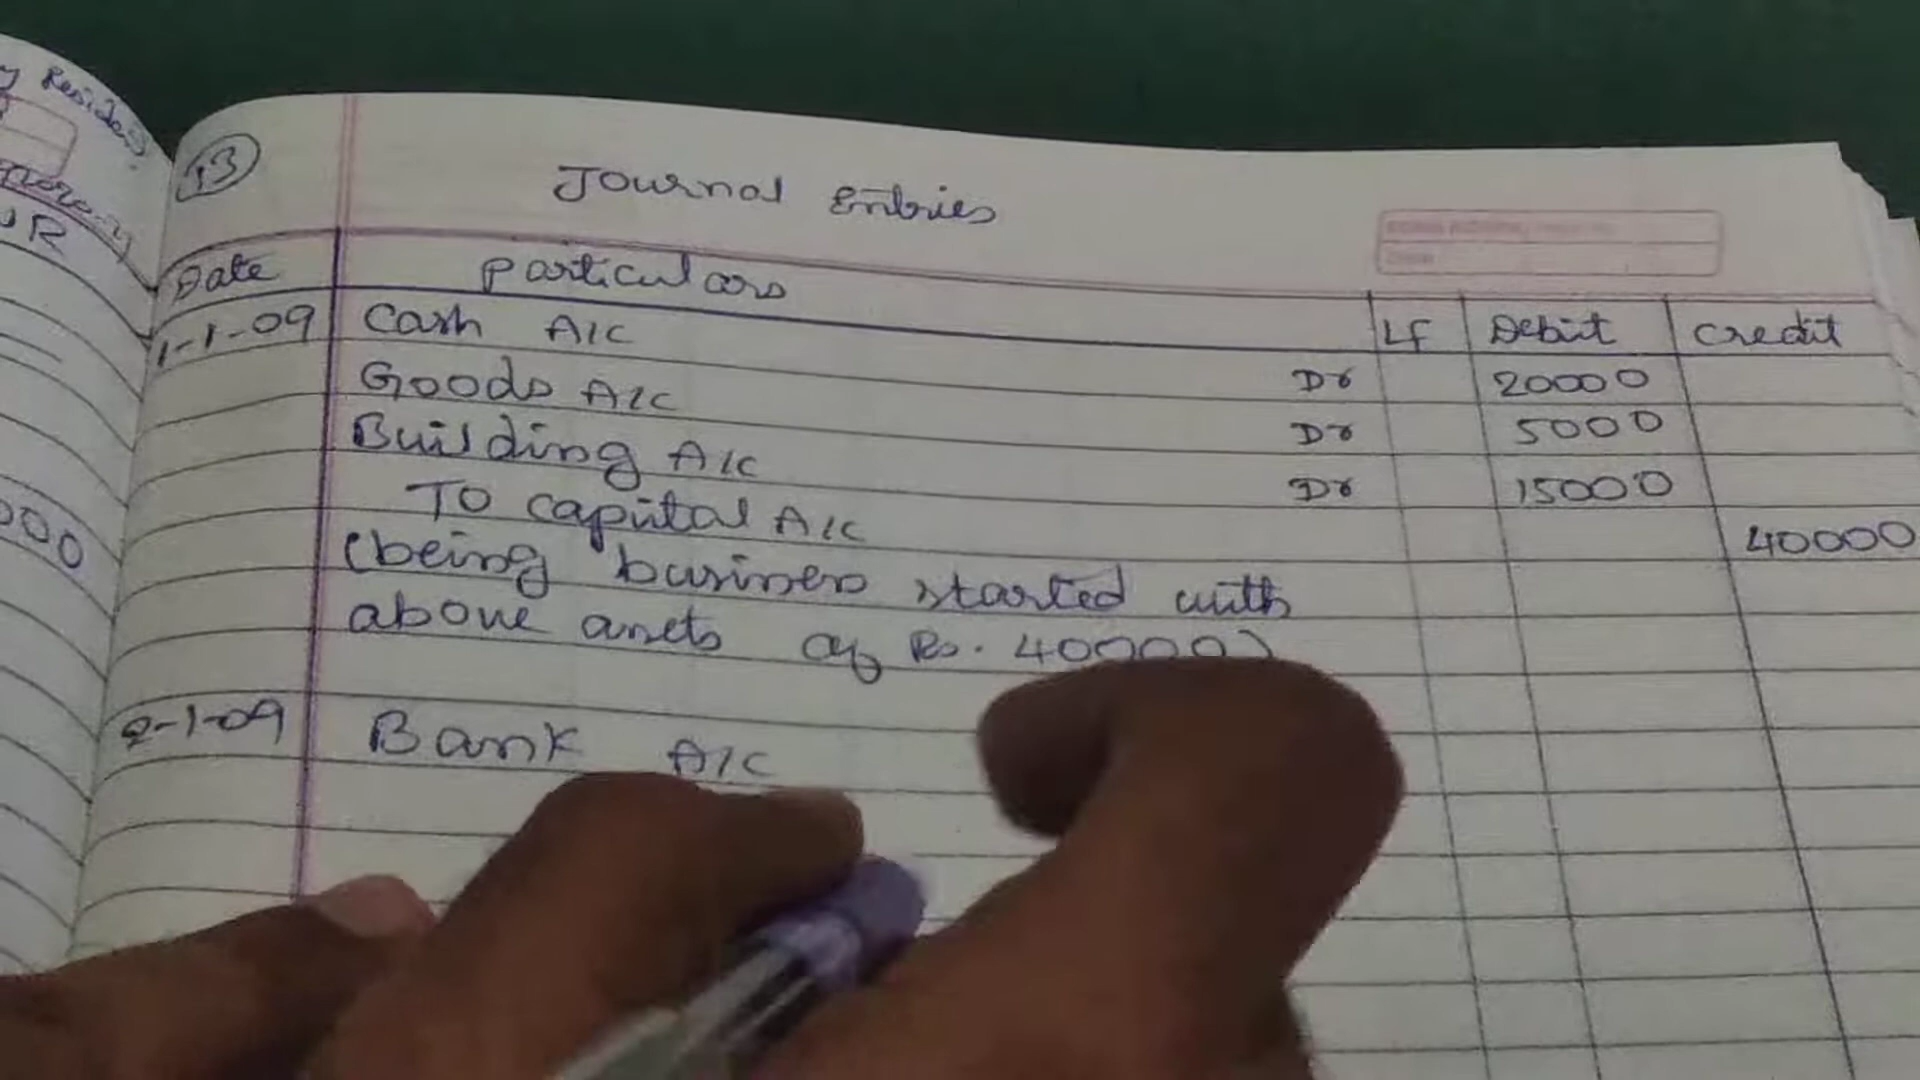 13
Journal Entries
Date Particulars LF Debit Credit
1-1-09 Cash A/c Dr 20000
Goods A/c Dr 5000
Building A/c Dr 15000
To capital A/c 40000
(being business started with
above assets of Rs. 40000)
2-1-09 Bank A/c
000